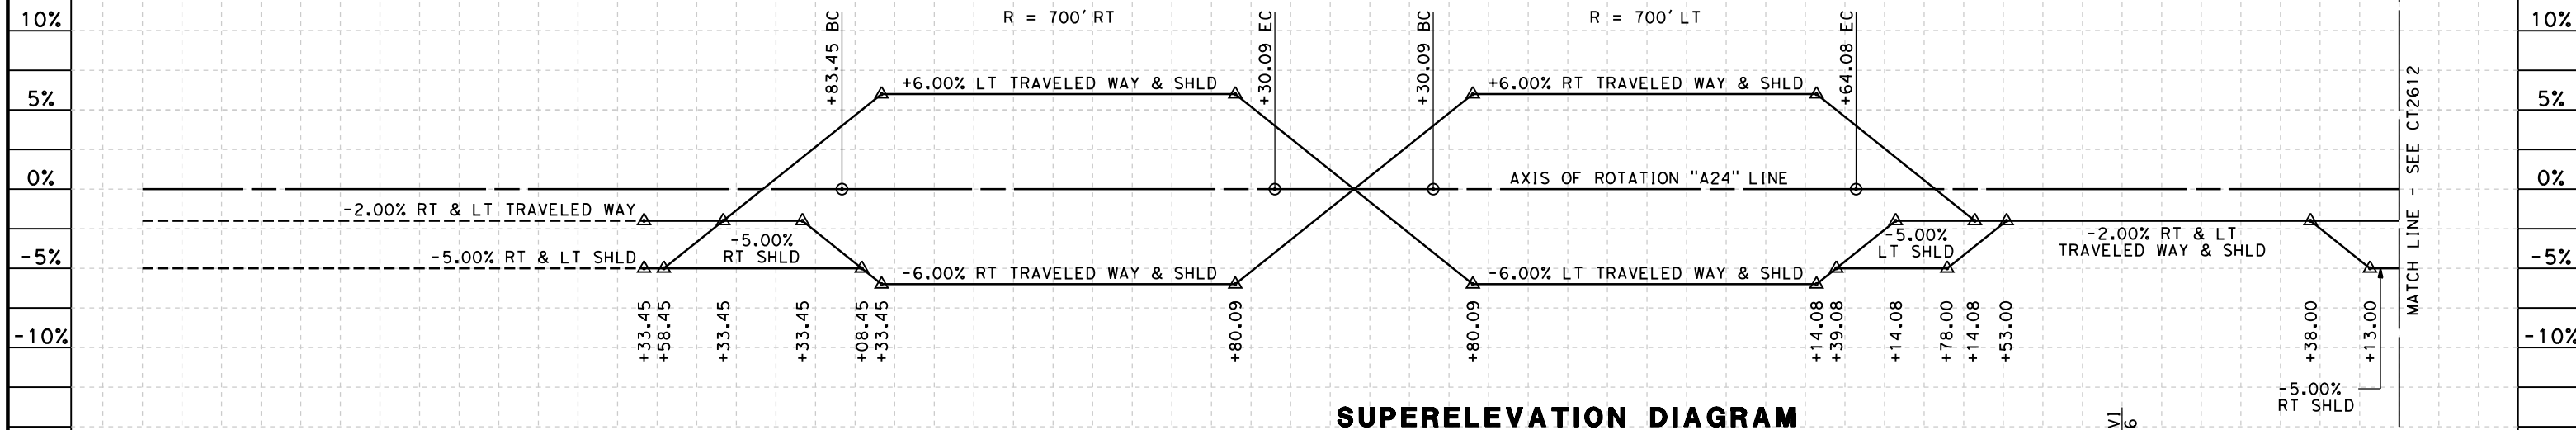 10%
R = 700' RT
R = 700' LT
10%
+83.45 BC
+30.09 EC
+30.09 BC
+64.08 EC
+6.00% LT TRAVELED WAY & SHLD
+6.00% RT TRAVELED WAY & SHLD
5%
5%
0%
AXIS OF ROTATION "A24" LINE
0%
-2.00% RT & LT TRAVELED WAY
-5.00%
RT SHLD
-5.00%
LT SHLD
-2.00% RT & LT
TRAVELED WAY & SHLD
-5%
-5.00% RT & LT SHLD
-5%
-6.00% RT TRAVELED WAY & SHLD
-6.00% LT TRAVELED WAY & SHLD
MATCH LINE - SEE CT2612
+33.45
+58.45
+33.45
+33.45
+08.45
+33.45
+80.09
+80.09
+14.08
+39.08
+14.08
+78.00
+14.08
+53.00
+38.00
+13.00
-10%
-10%
-5.00%
RT SHLD
SUPERELEVATION DIAGRAM
VI
6